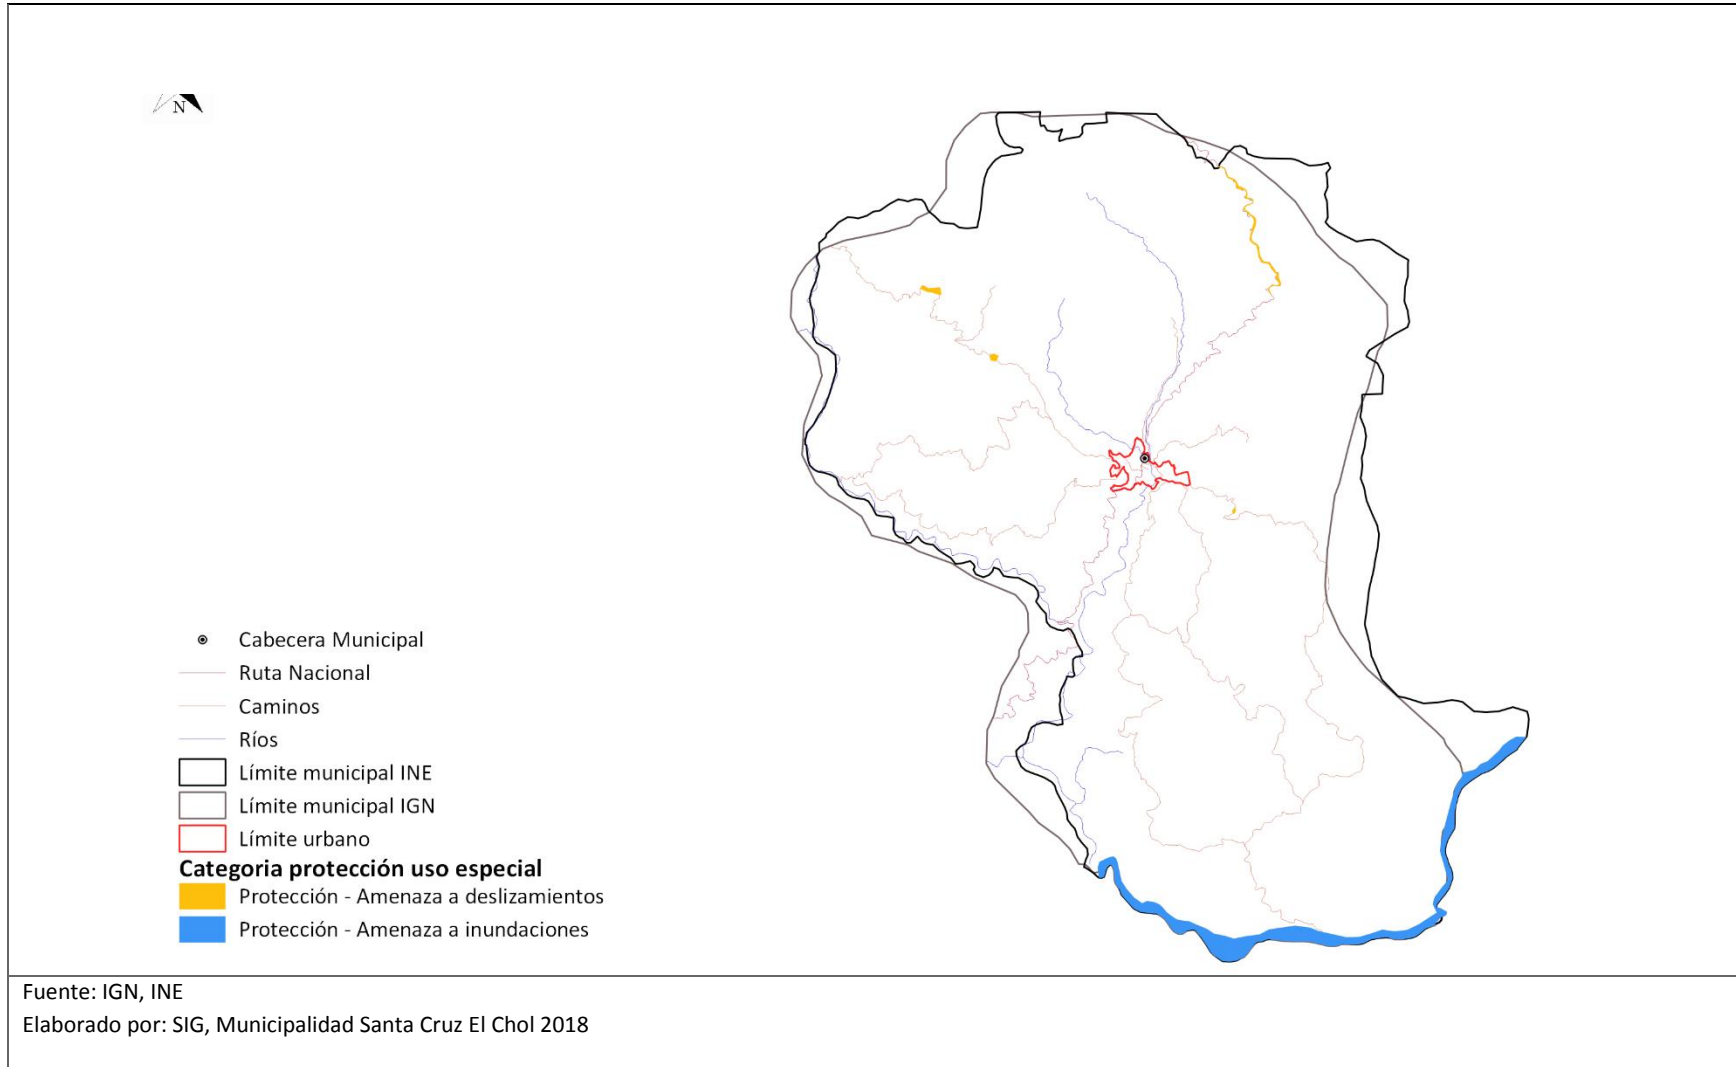 N
Cabecera Municipal
Ruta Nacional
Caminos
Ríos
Límite municipal INE
Límite municipal IGN
Límite urbano
Categoria protección uso especial
Protección - Amenaza a deslizamientos
Protección - Amenaza a inundaciones
Fuente: IGN, INE
Elaborado por: SIG, Municipalidad Santa Cruz El Chol 2018